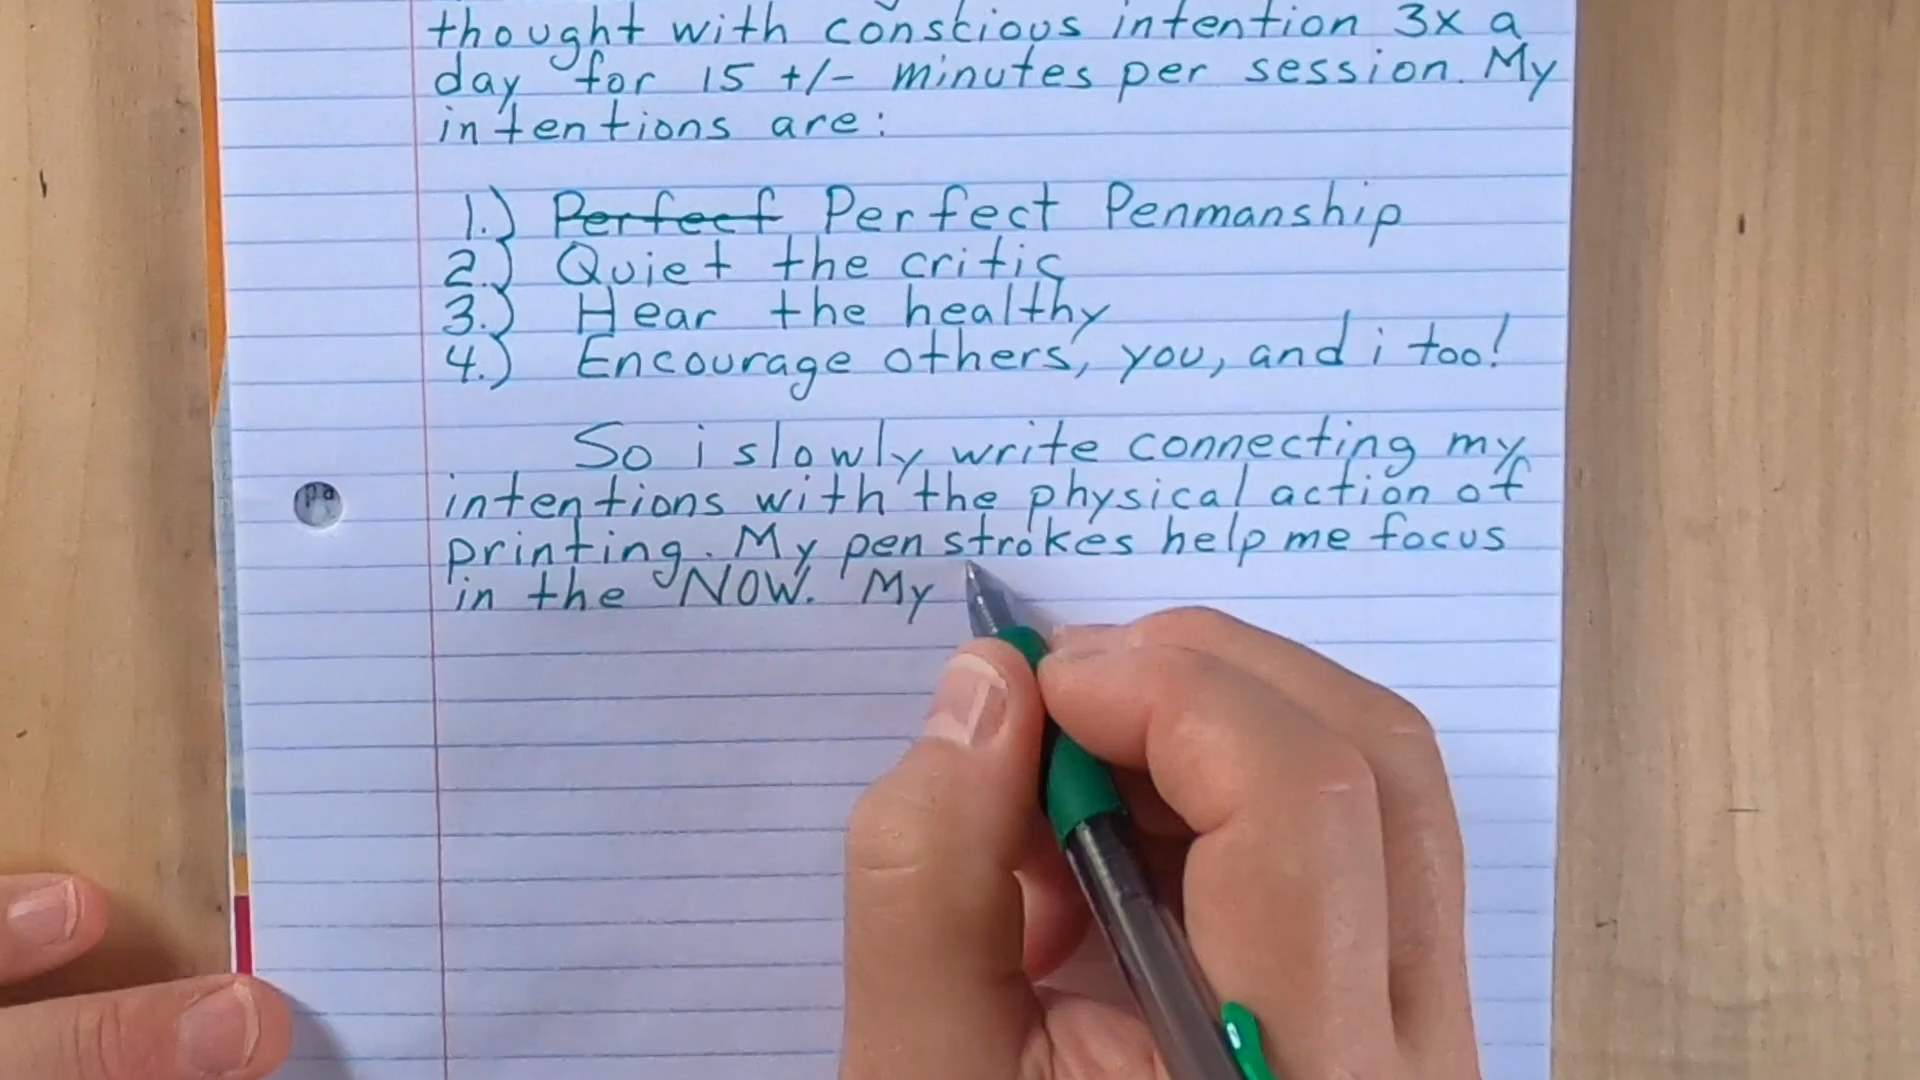 thought with conscious intention 3x a
day for 15 +/- minutes per session. My
intentions are:
1.) Perfect Perfect Penmanship
2.) Quiet the critic
3.) Hear the healthy
4.) Encourage others, you, and i too!
So i slowly write connecting my
intentions with the physical action of
printing. My pen strokes help me focus
in the NOW. My